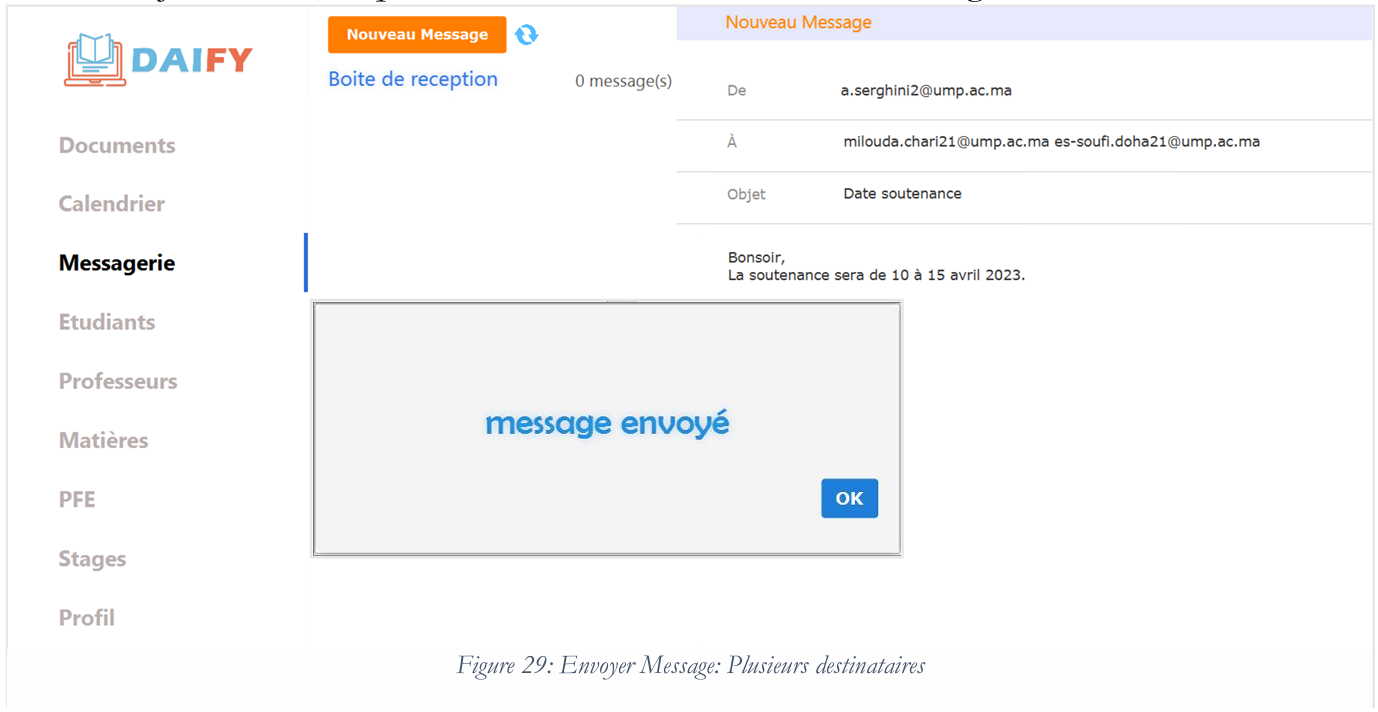 DAIFY
Documents
Calendrier
Messagerie
Etudiants
Professeurs
Matières
PFE
Stages
Profil
Nouveau Message
Boite de reception 0 message(s)
Nouveau Message
De a.serghini2@ump.ac.ma
À milouda.chari21@ump.ac.ma es-soufi.doha21@ump.ac.ma
Objet Date soutenance
Bonsoir,
La soutenance sera de 10 à 15 avril 2023.
message envoyé
OK
Figure 29: Envoyer Message: Plusieurs destinataires